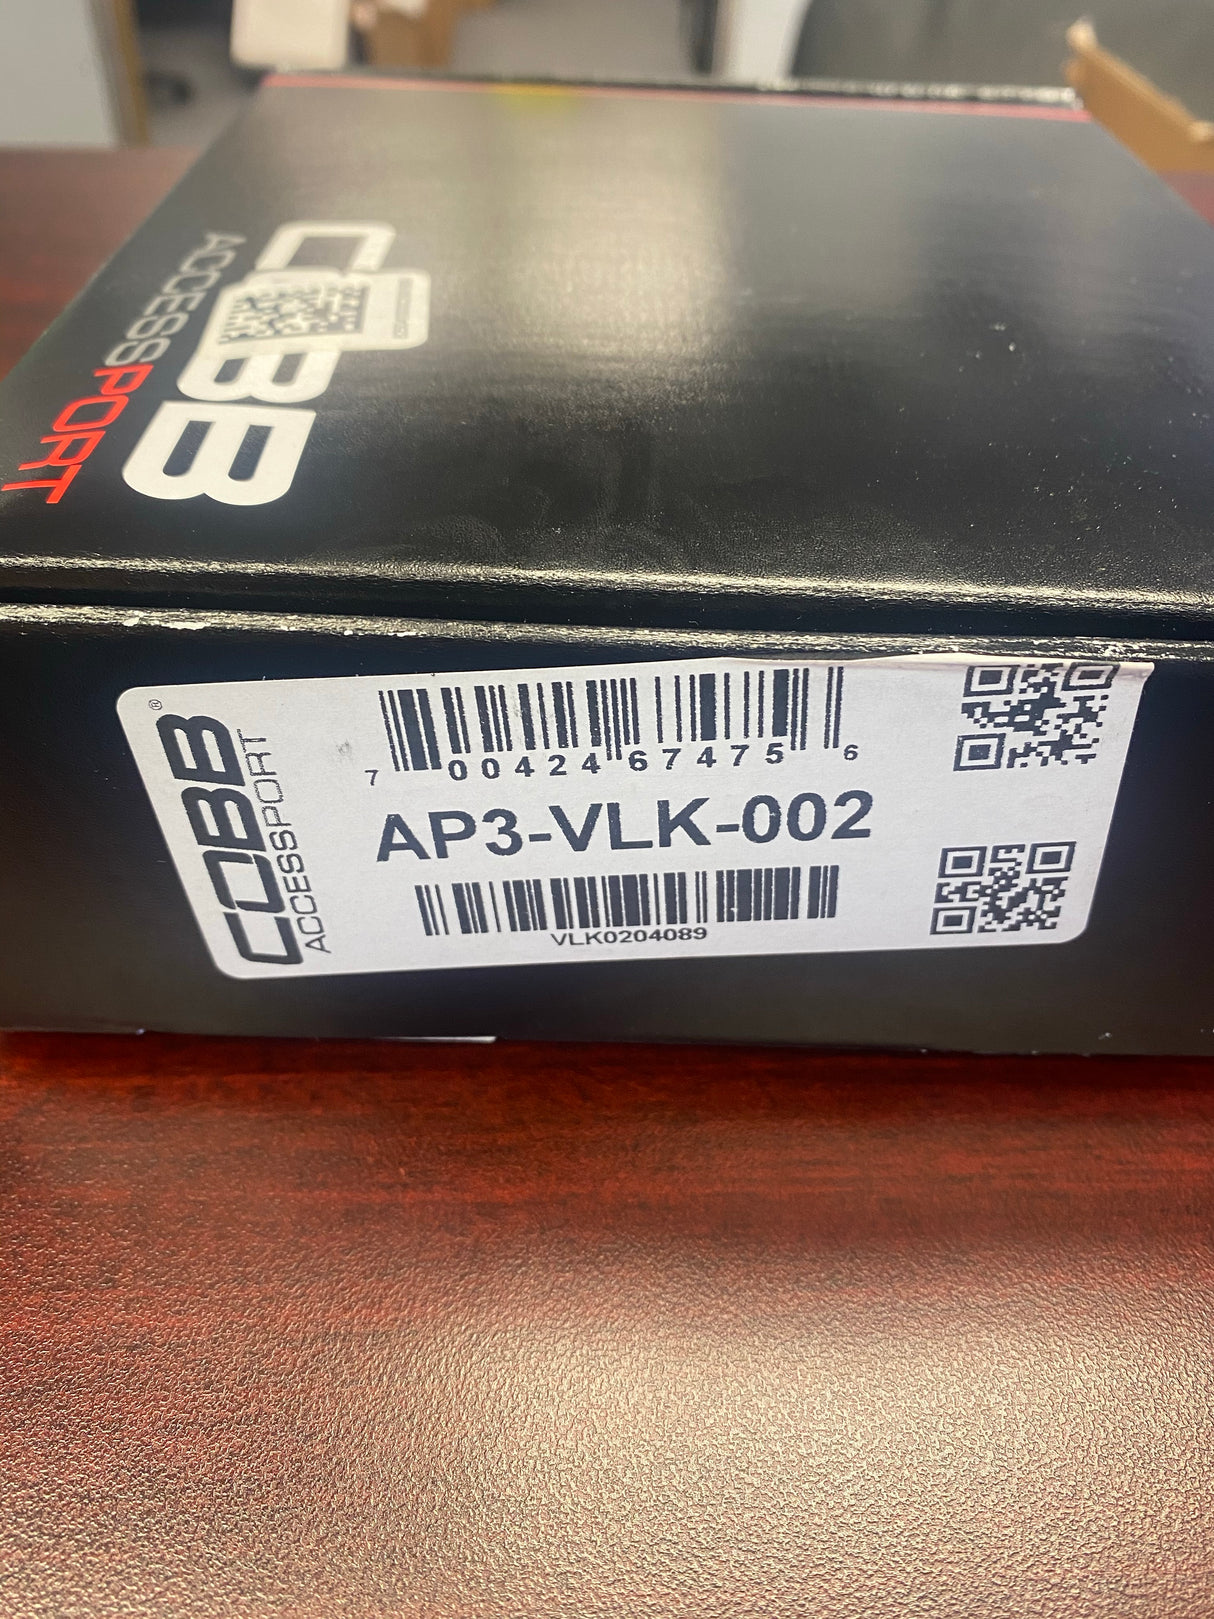 COBB
ACCESSPORT
COBB®
ACCESSPORT
7 00424 67475 6
AP3-VLK-002
VLK0204089